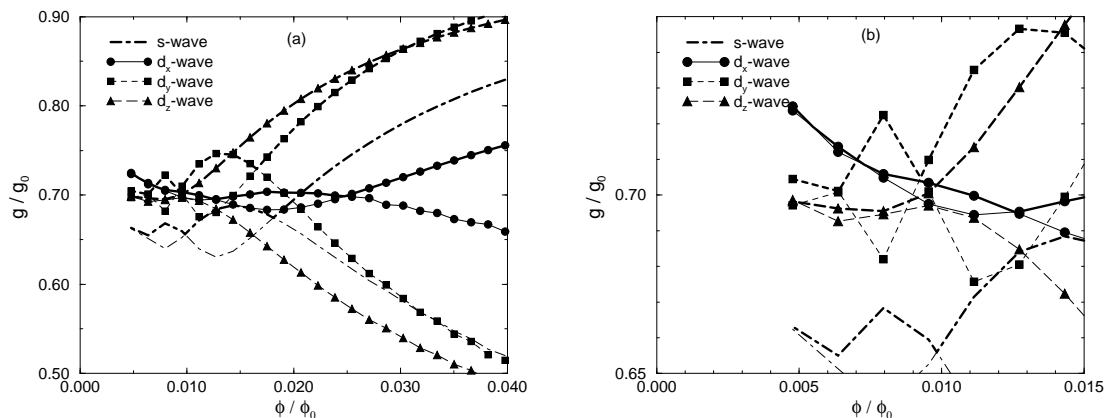 (a)
s-wave
dx-wave
dy-wave
dz-wave
g / g0
0.90
0.80
0.70
0.60
0.50
0.000
0.010
0.020
0.030
0.040
ϕ / ϕ0
(b)
s-wave
dx-wave
dy-wave
dz-wave
g / g0
0.70
0.65
0.000
0.005
0.010
0.015
ϕ / ϕ0